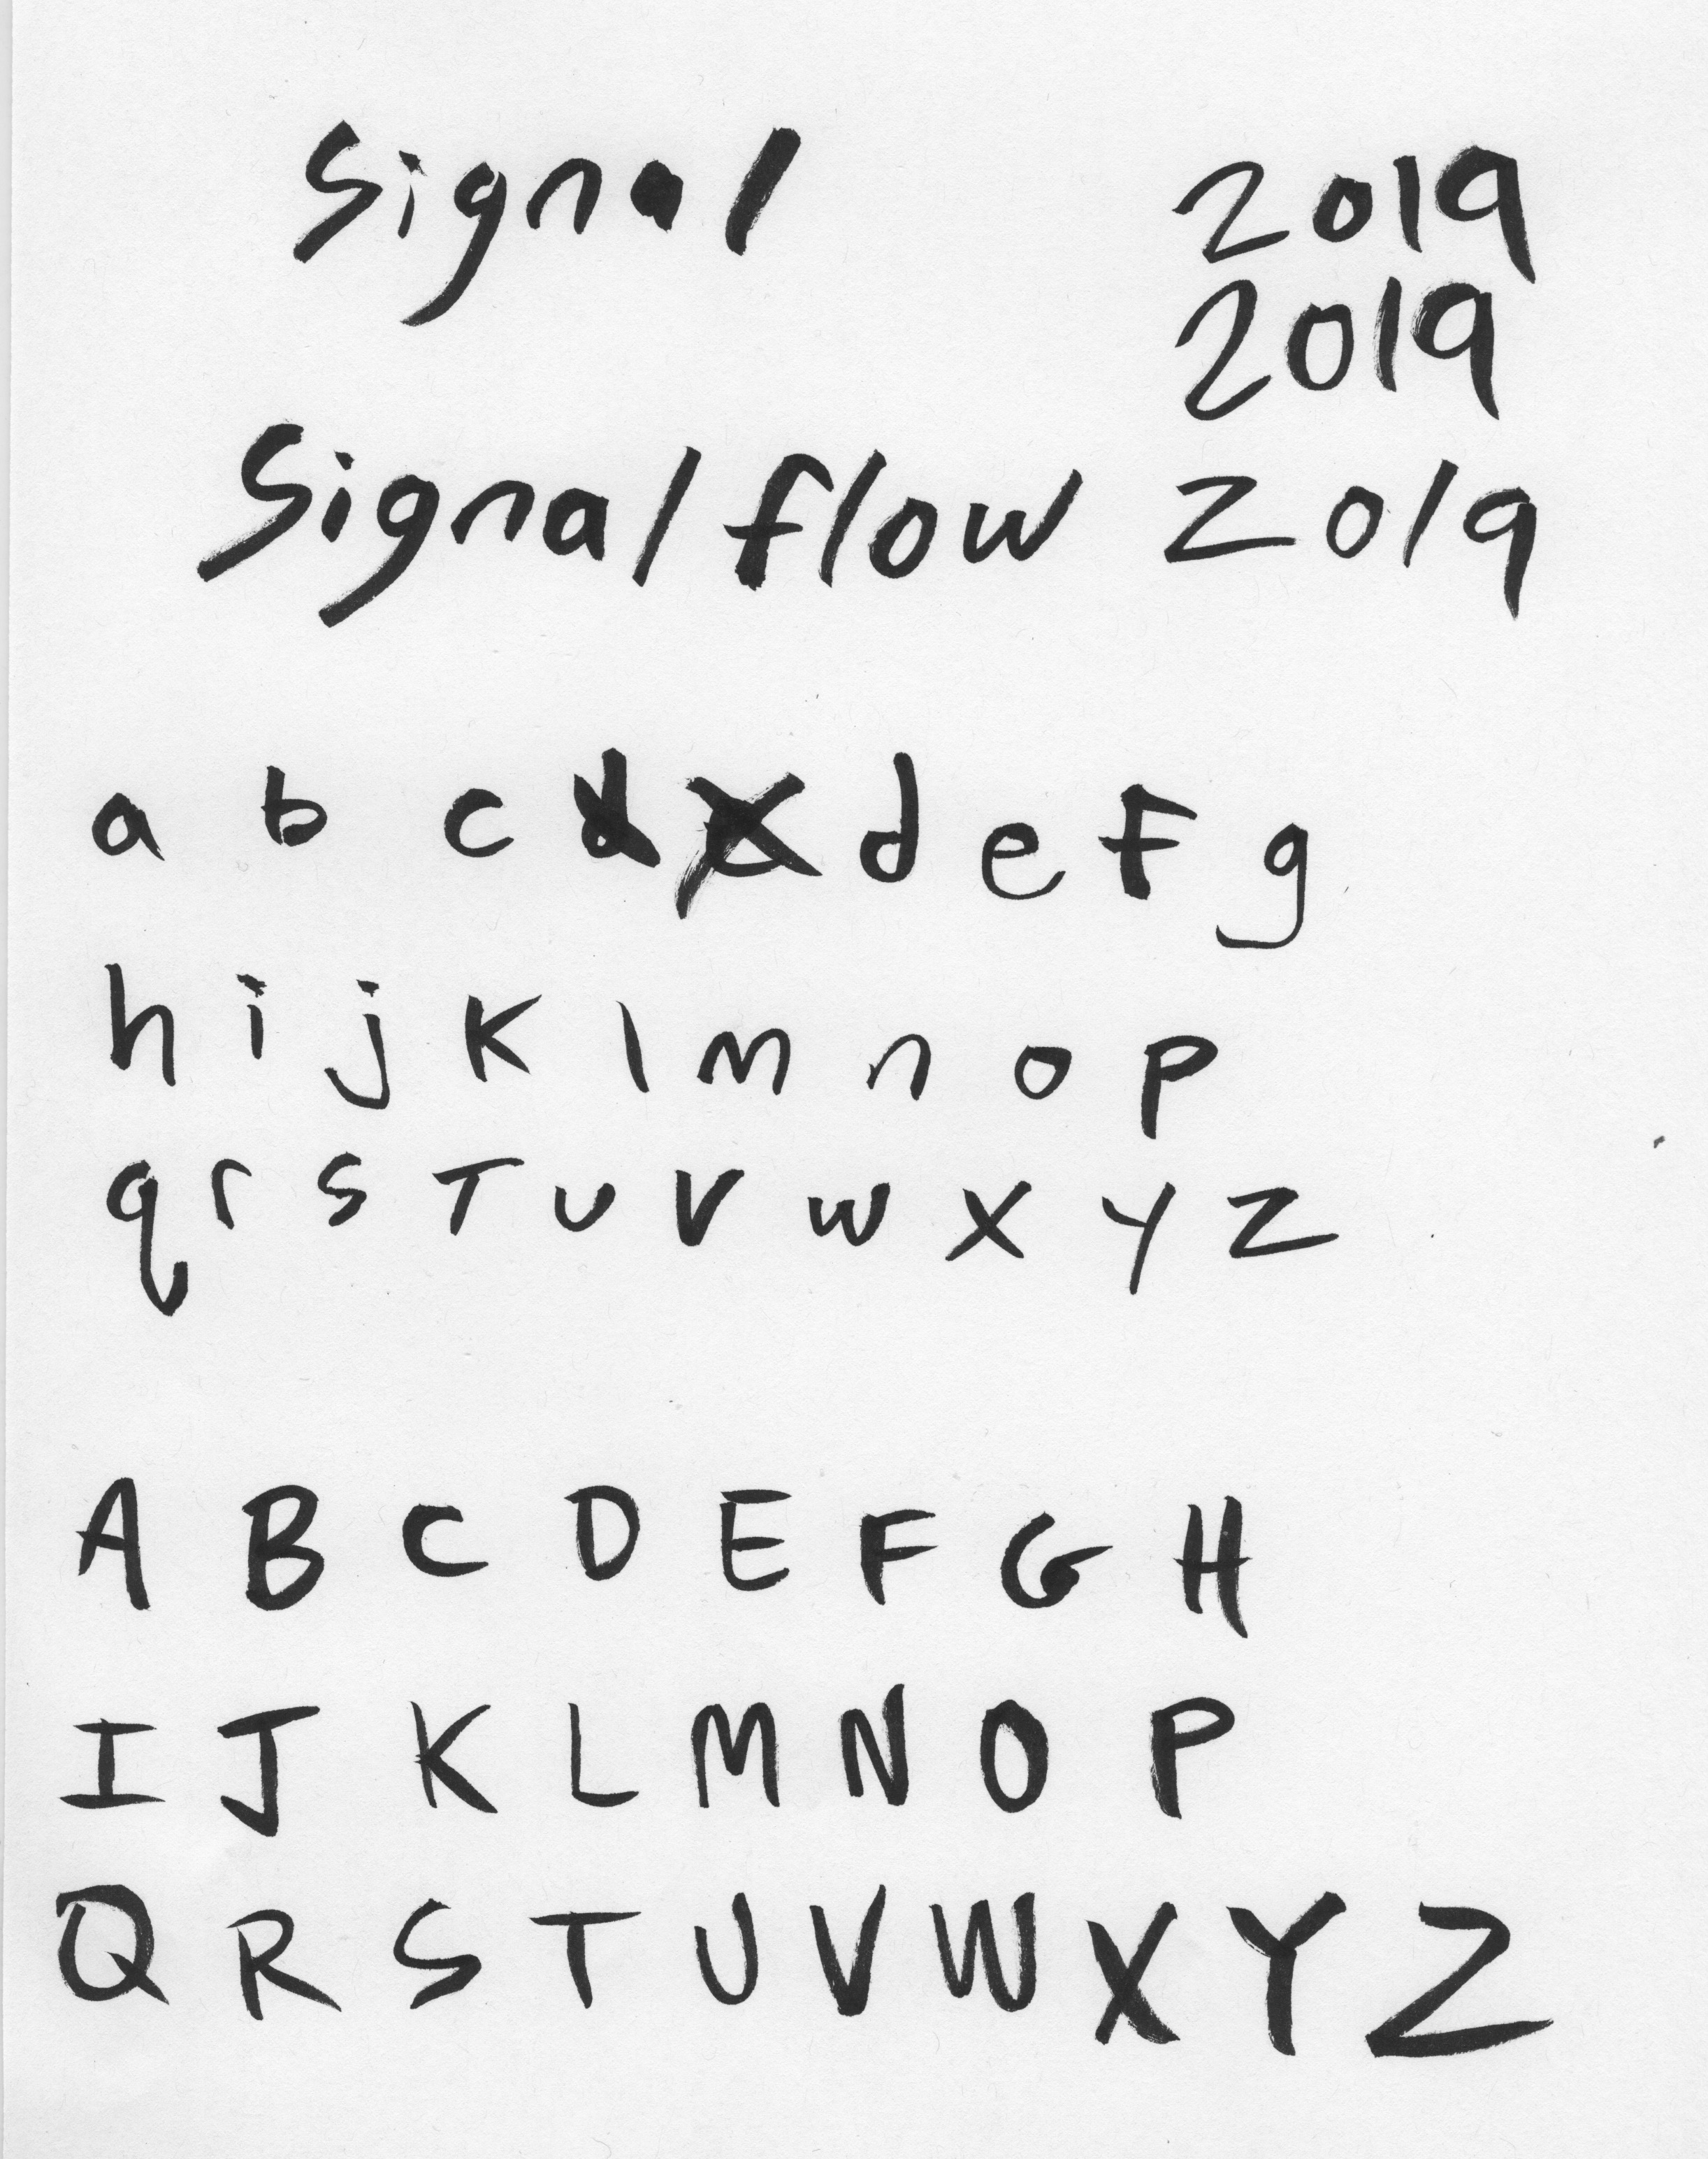 Signal 2019
2019
Signal flow 2019
a b c d e f g
h i j k l m n o p
q r s T u v w x y z
A B C D E F G H
I J K L M N O P
Q R S T U V W X Y Z